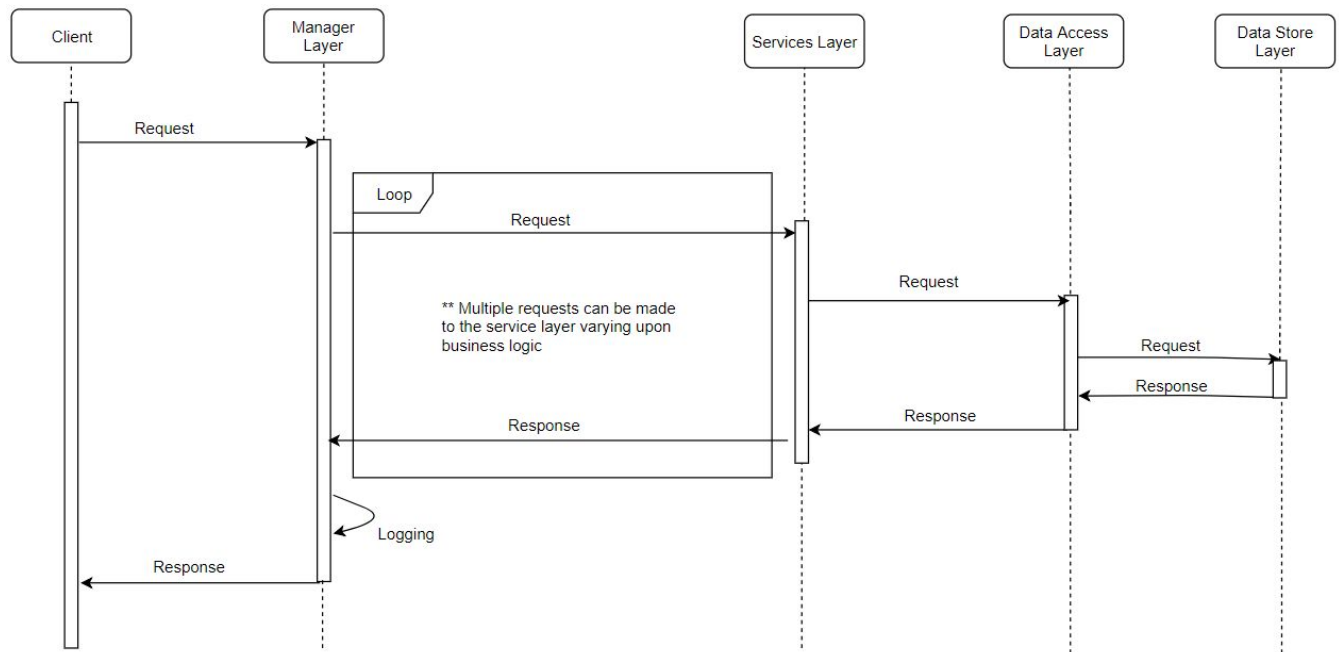 Client
Manager
Layer
Services Layer
Data Access
Layer
Data Store
Layer
Request
Loop
Request
** Multiple requests can be made
to the service layer varying upon
business logic
Request
Request
Response
Response
Response
Logging
Response